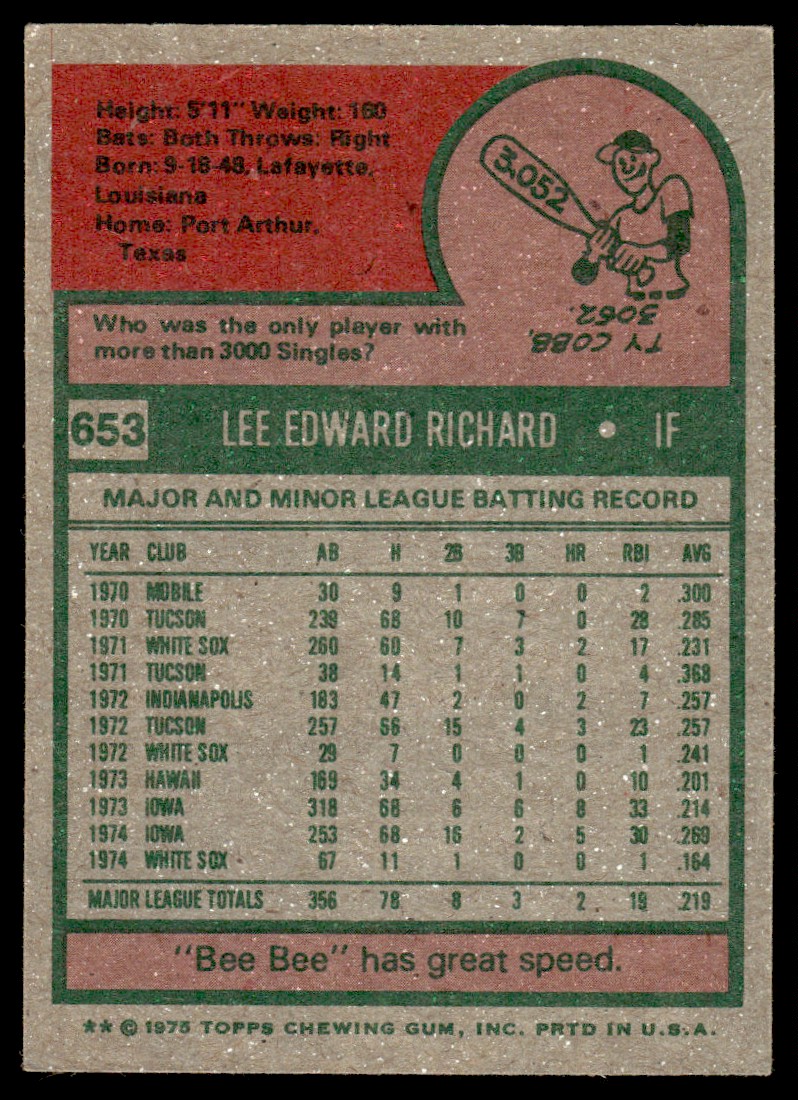 Height: 5'11" Weight: 160
Bats: Both Throws: Right
Born: 9-18-48, Lafayette,
Louisiana
Home: Port Arthur,
Texas
3,052
TY COBB,
3052.
Who was the only player with
more than 3000 Singles?
653 LEE EDWARD RICHARD • IF
MAJOR AND MINOR LEAGUE BATTING RECORD
YEAR CLUB AB H 2B 3B HR RBI AVG
1970 MOBILE 30 9 1 0 0 2 .300
1970 TUCSON 239 68 10 7 0 28 .285
1971 WHITE SOX 260 60 7 3 2 17 .231
1971 TUCSON 38 14 1 1 0 4 .368
1972 INDIANAPOLIS 183 47 2 0 2 7 .257
1972 TUCSON 257 66 15 4 3 23 .257
1972 WHITE SOX 29 7 0 0 0 1 .241
1973 HAWAII 169 34 4 1 0 10 .201
1973 IOWA 318 68 6 6 8 33 .214
1974 IOWA 253 68 16 2 5 30 .269
1974 WHITE SOX 67 11 1 0 0 1 .164
MAJOR LEAGUE TOTALS 356 78 8 3 2 19 .219
"Bee Bee" has great speed.
** © 1975 TOPPS CHEWING GUM, INC. PRTD IN U.S.A.